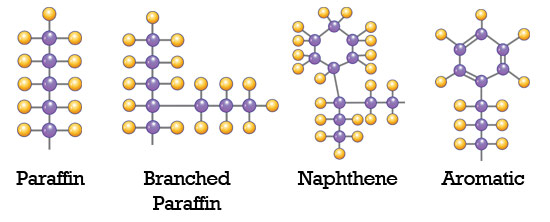 Paraffin
Branched
Paraffin
Naphthene
Aromatic